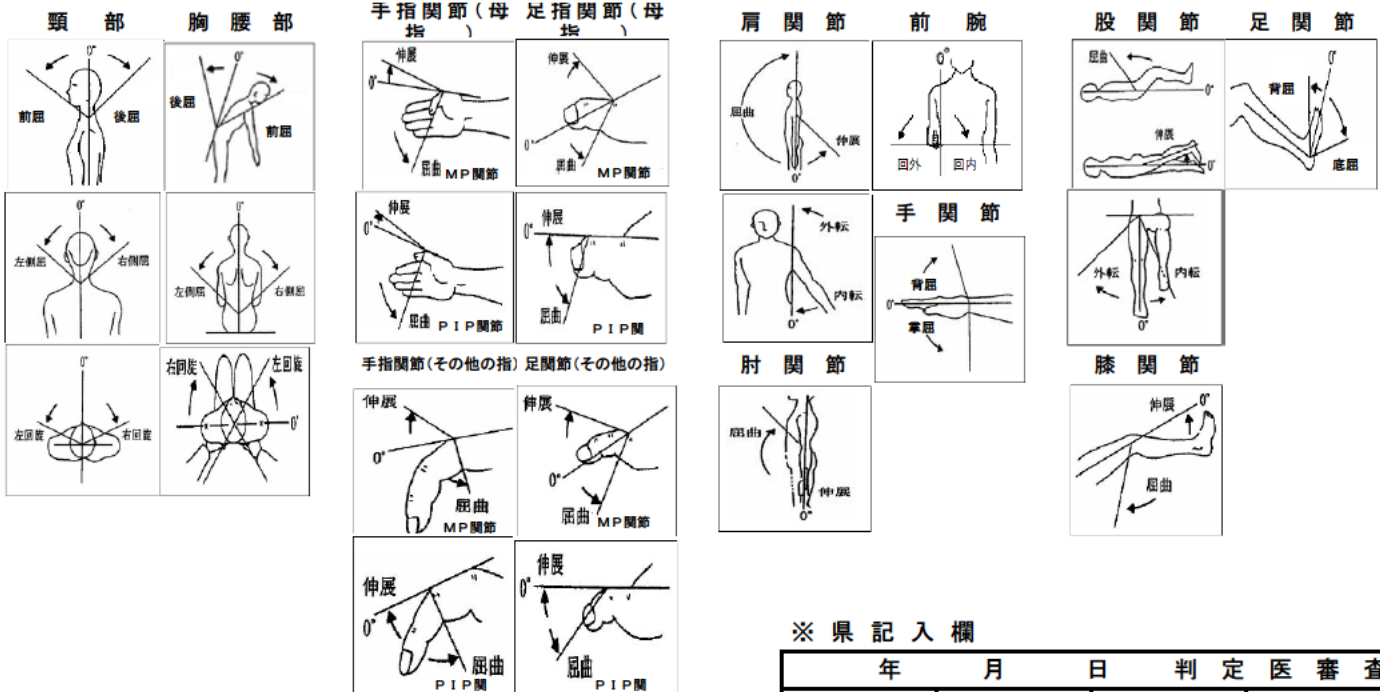 頸部
0°
前屈
後屈
0°
左側屈
右側屈
0°
左回旋
右回旋
胸腰部
0°
後屈
前屈
0°
左側屈
右側屈
右回旋
左回旋
0°
手指関節(母指)
伸展
0°
屈曲
MP関節
伸展
0°
屈曲
PIP関節
手指関節(その他の指)
伸展
0°
屈曲
MP関節
伸展
0°
屈曲
PIP関
足指関節(母指)
伸展
0°
屈曲
MP関節
伸展
0°
屈曲
PIP関
足関節(その他の指)
伸展
0°
屈曲
MP関節
伸展
0°
屈曲
PIP関
肩関節
屈曲
伸展
0°
外転
内転
0°
肘関節
屈曲
伸展
0°
前腕
0°
回外
回内
手関節
背屈
0°
掌屈
股関節
屈曲
0°
伸展
0°
外転
内転
0°
膝関節
伸展
0°
屈曲
足関節
0°
背屈
底屈
※県記入欄
年月日判定医審査